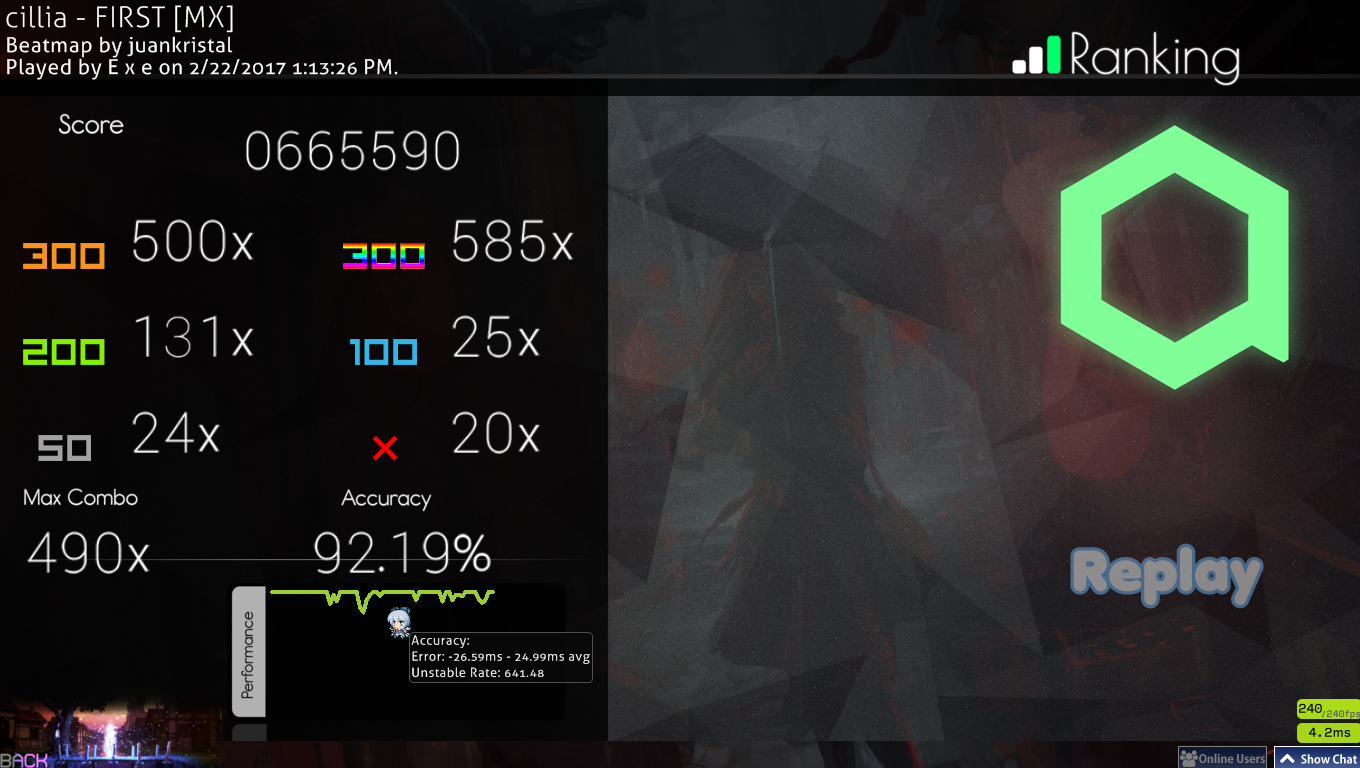 cillia - FIRST [MX]
Beatmap by juankristal
Played by E x e on 2/22/2017 1:13:26 PM.
Ranking
Score
0665590
300 500x 300 585x
200 131x 100 25x
50 24x X 20x
Max Combo Accuracy
490x 92.19%
Replay
Performance
Accuracy:
Error: -26.59ms - 24.99ms avg
Unstable Rate: 641.48
BACK
240/240fps
4.2ms
Online Users Show Chat